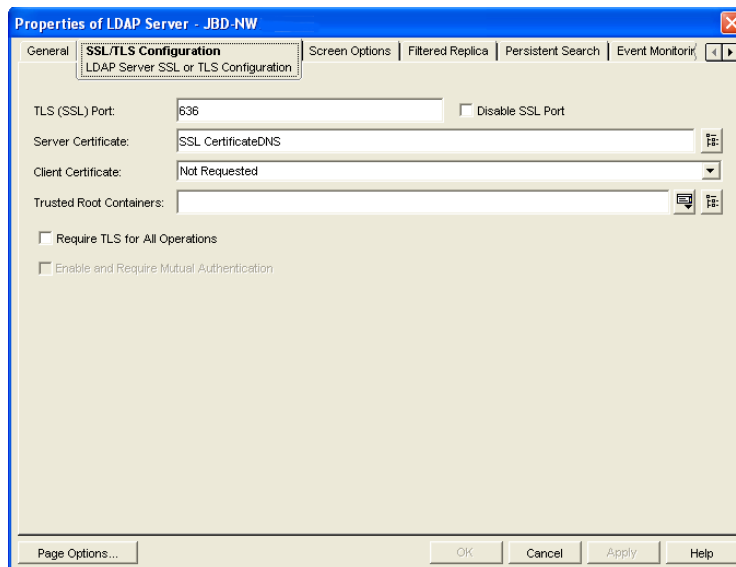 Properties of LDAP Server - JBD-NW
General
SSL/TLS Configuration
LDAP Server SSL or TLS Configuration
Screen Options
Filtered Replica
Persistent Search
Event Monitorin
TLS (SSL) Port:
636
Disable SSL Port
Server Certificate:
SSL CertificateDNS
Client Certificate:
Not Requested
Trusted Root Containers:
Require TLS for All Operations
Enable and Require Mutual Authentication
Page Options...
OK
Cancel
Apply
Help